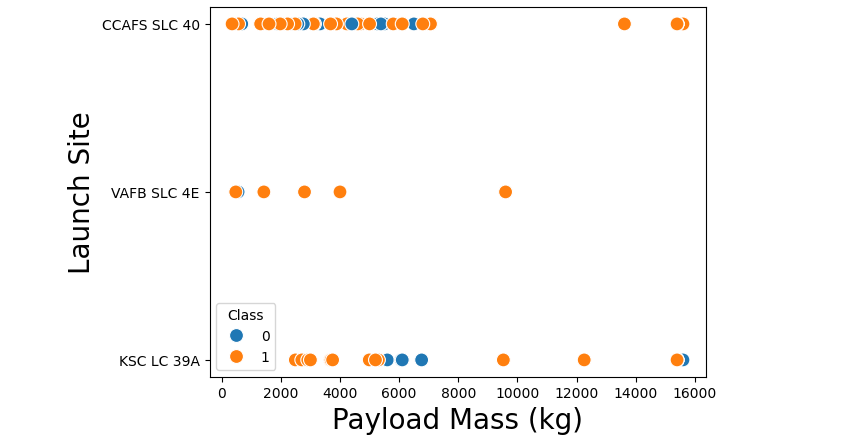 CCAFS SLC 40
VAFB SLC 4E
KSC LC 39A
Launch Site
Class
0
1
0 2000 4000 6000 8000 10000 12000 14000 16000
Payload Mass (kg)